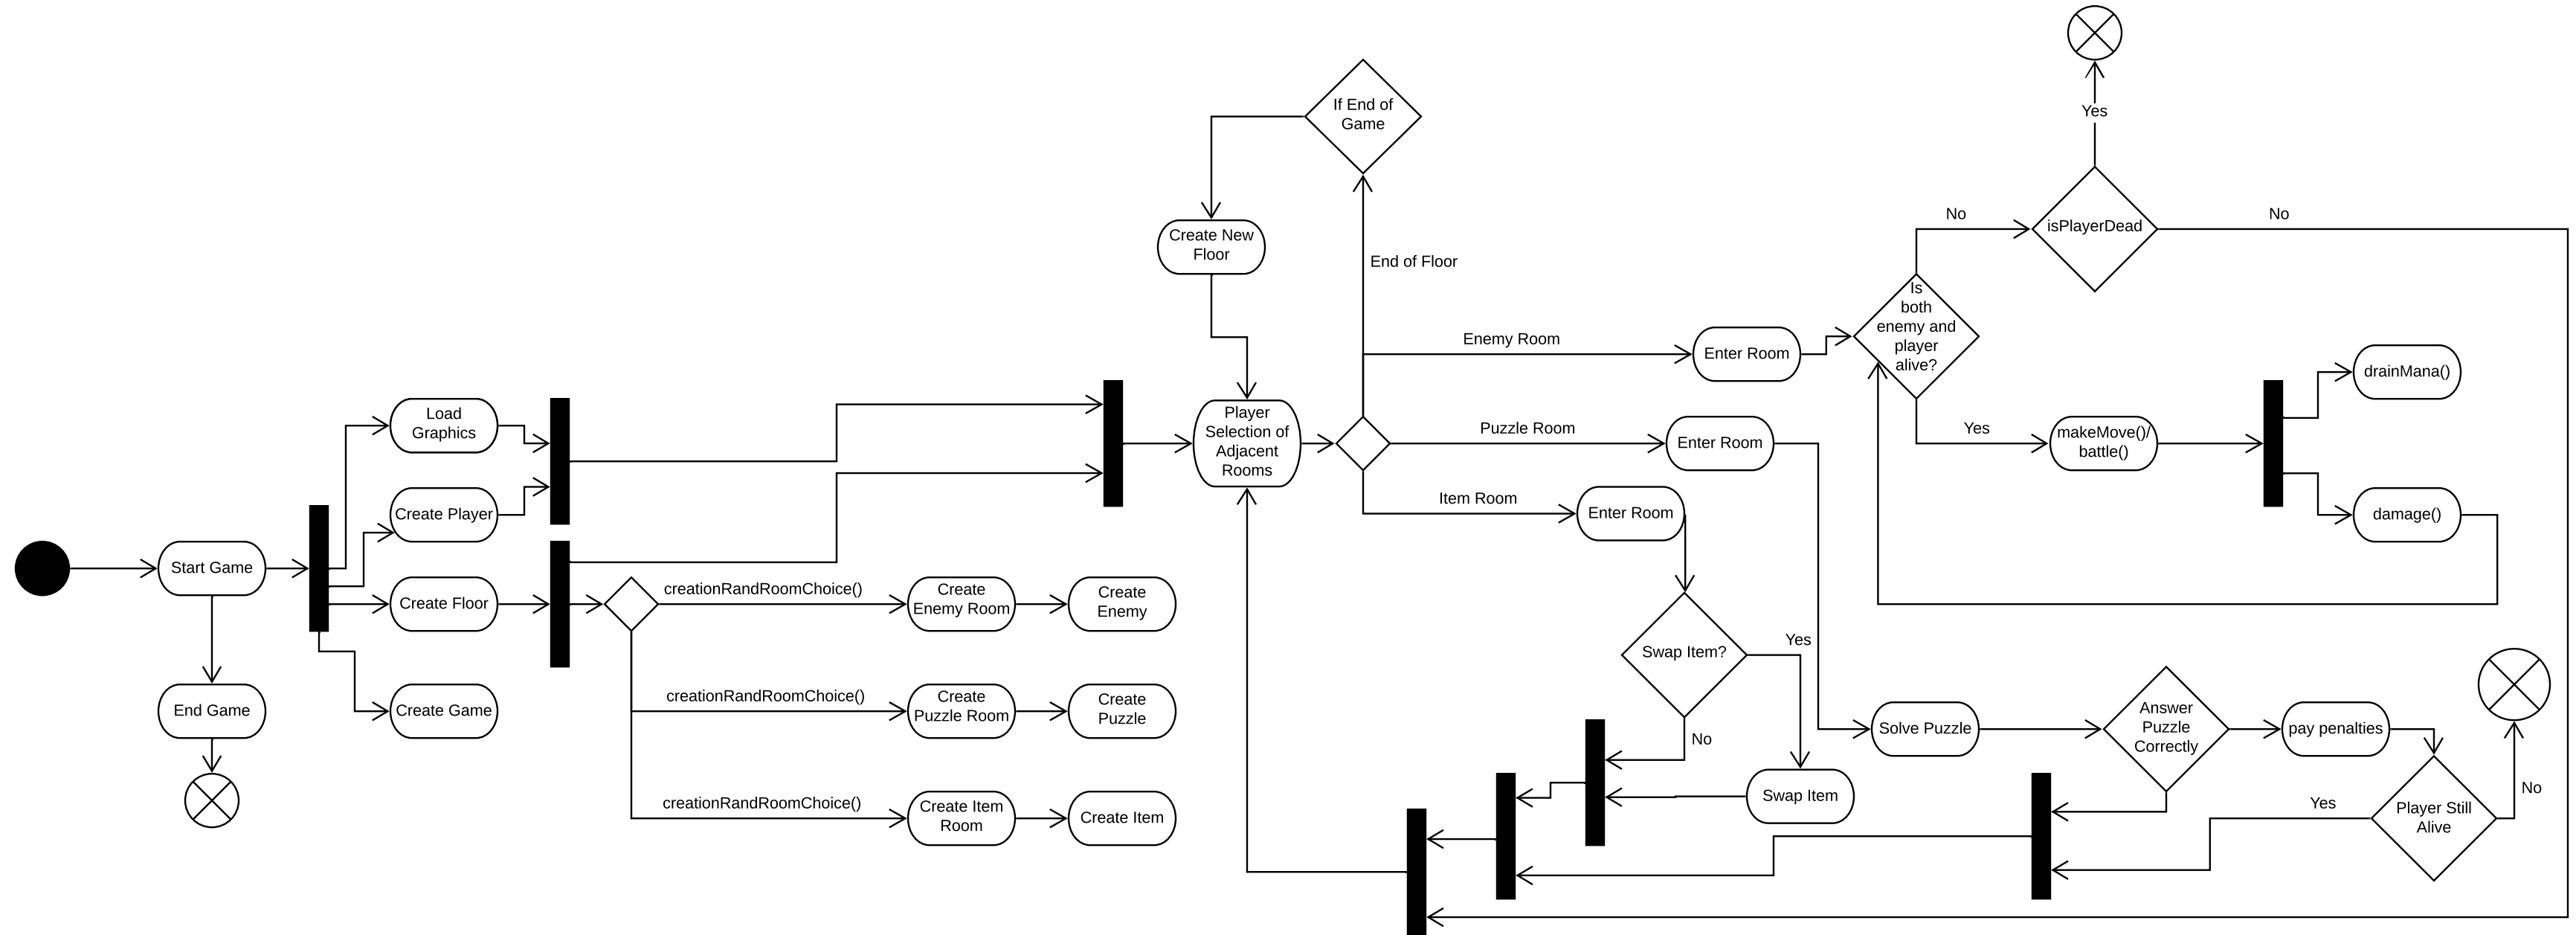 Yes
If End of
Game
No
isPlayerDead
No
Create New
Floor
End of Floor
Is
both
enemy and
player
alive?
Enemy Room
Enter Room
drainMana()
Load
Graphics
Player
Selection of
Adjacent
Rooms
Puzzle Room
Enter Room
Yes
makeMove()/
battle()
Item Room
Enter Room
Create Player
damage()
Start Game
Create Floor
creationRandRoomChoice()
Create
Enemy Room
Create
Enemy
Swap Item?
Yes
End Game
Create Game
creationRandRoomChoice()
Create
Puzzle Room
Create
Puzzle
No
Solve Puzzle
Answer
Puzzle
Correctly
pay penalties
No
creationRandRoomChoice()
Create Item
Room
Create Item
Swap Item
Yes
Player Still
Alive